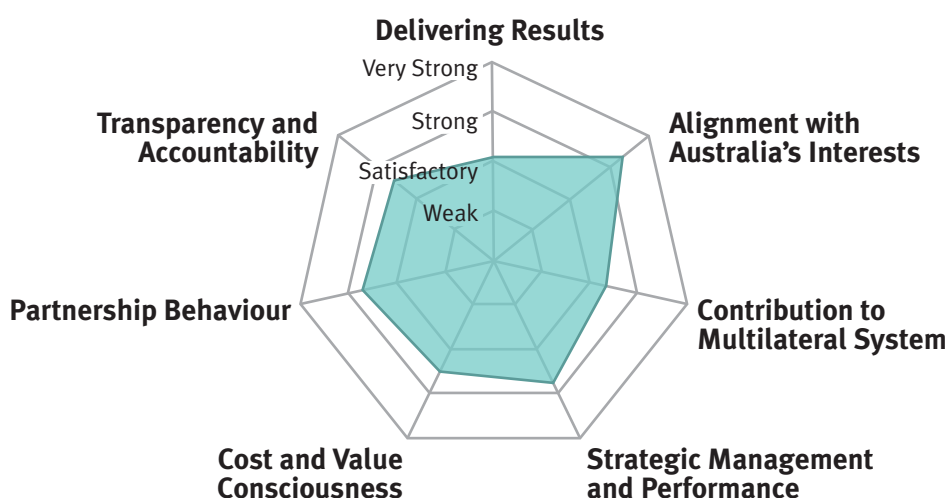 Delivering Results
Very Strong
Strong
Satisfactory
Weak
Transparency and
Accountability
Alignment with
Australia’s Interests
Partnership Behaviour
Contribution to
Multilateral System
Cost and Value
Consciousness
Strategic Management
and Performance